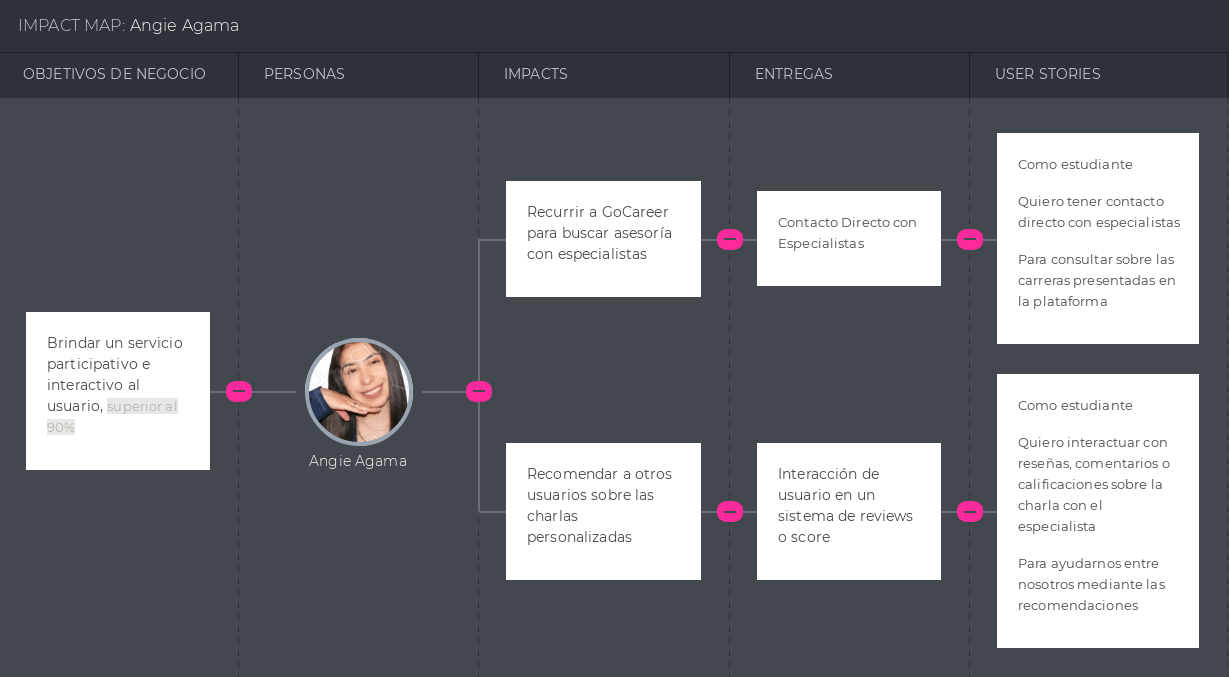 IMPACT MAP: Angie Agama
OBJETIVOS DE NEGOCIO
PERSONAS
IMPACTS
ENTREGAS
USER STORIES
Brindar un servicio
participativo e
interactivo al
usuario, superior al
90%
Angie Agama
Recurrir a GoCareer
para buscar asesoría
con especialistas
Contacto Directo con
Especialistas
Como estudiante
Quiero tener contacto
directo con especialistas
Para consultar sobre las
carreras presentadas en
la plataforma
Recomendar a otros
usuarios sobre las
charlas
personalizadas
Interacción de
usuario en un
sistema de reviews
o score
Como estudiante
Quiero interactuar con
reseñas, comentarios o
calificaciones sobre la
charla con el
especialista
Para ayudarnos entre
nosotros mediante las
recomendaciones